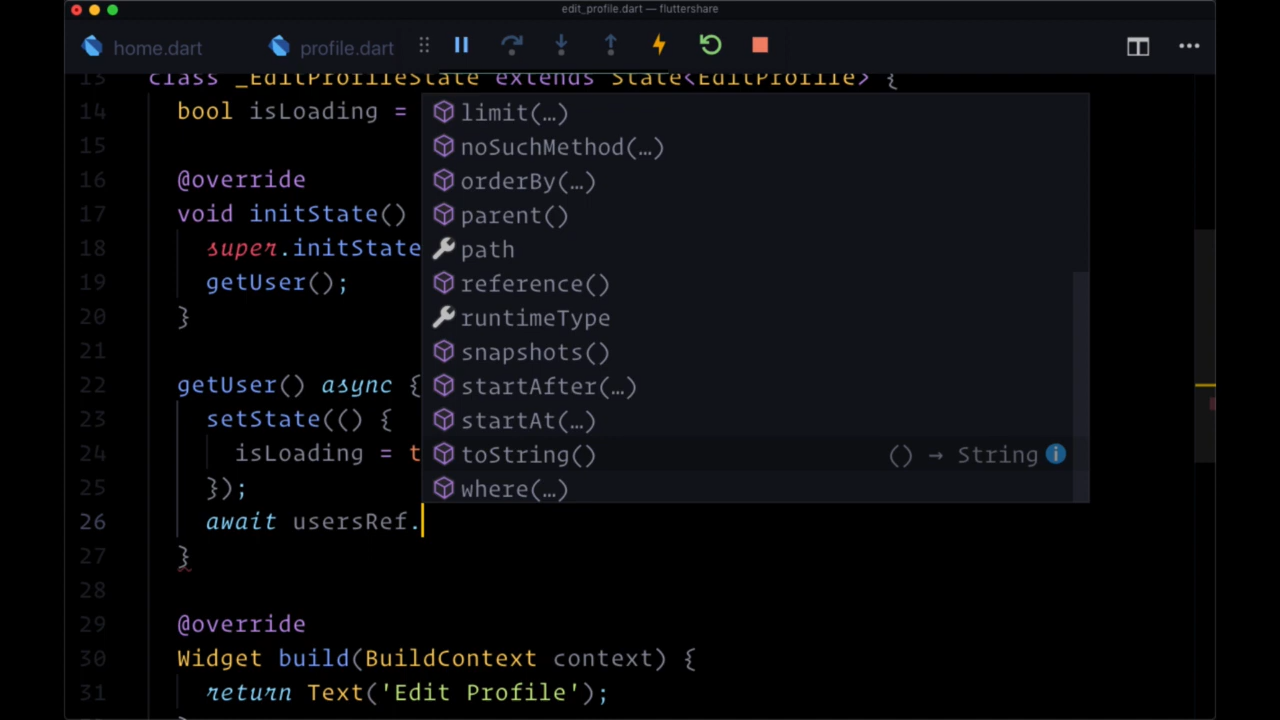 edit_profile.dart — fluttershare
home.dart profile.dart
13 class _EditProfileState extends State<EditProfile> {
14 bool isLoading =
15
16 @override
17 void initState()
18 super.initState
19 getUser();
20 }
21
22 getUser() async {
23 setState(() {
24 isLoading = t
25 });
26 await usersRef.
27 }
28
29 @override
30 Widget build(BuildContext context) {
31 return Text('Edit Profile');
limit(…)
noSuchMethod(…)
orderBy(…)
parent()
path
reference()
runtimeType
snapshots()
startAfter(…)
startAt(…)
toString() () → String
where(…)